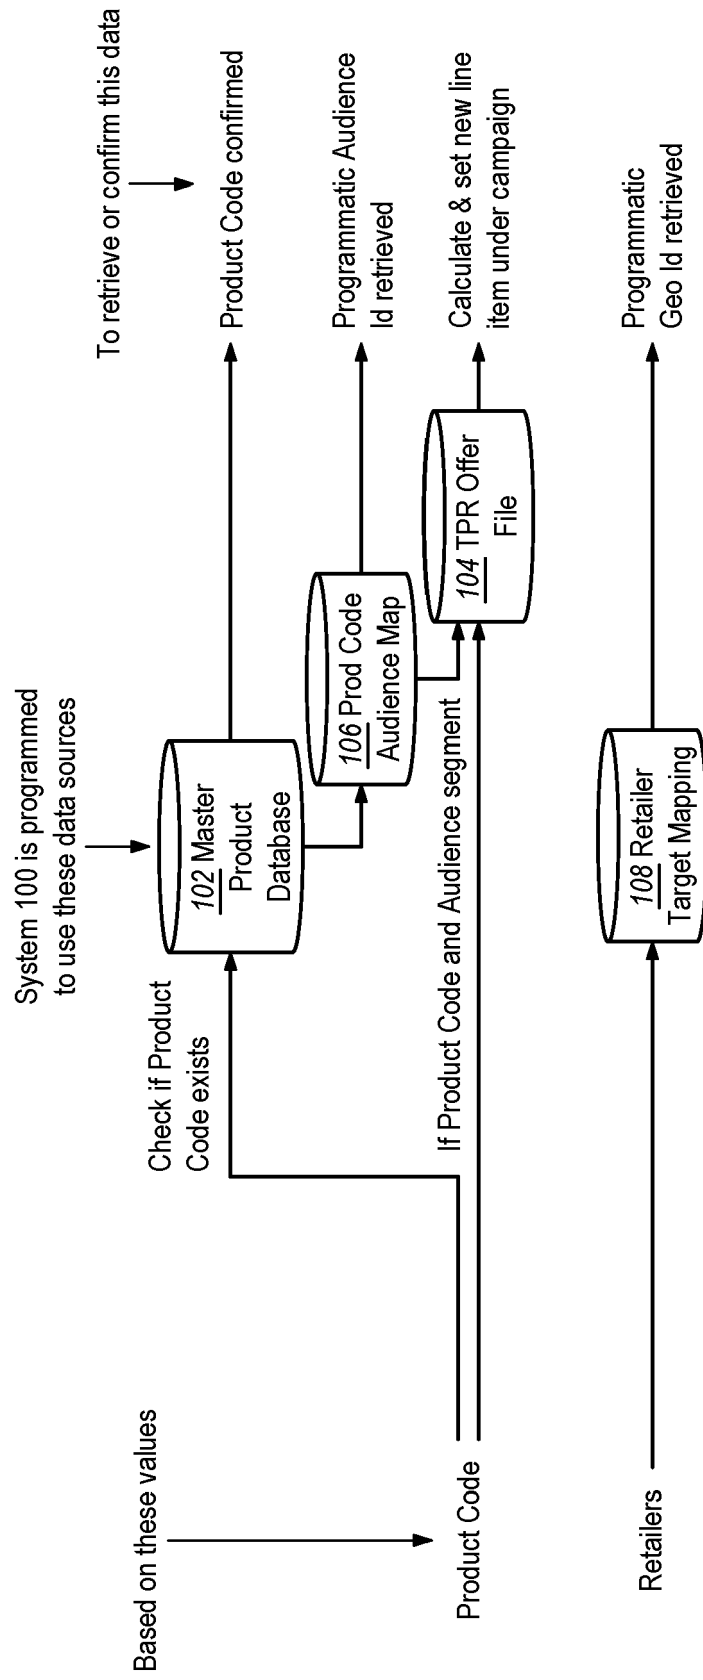 Based on these values
Product Code
Retailers
Check if Product
Code exists
If Product Code and Audience segment
System 100 is programmed
to use these data sources
102 Master
Product
Database
106 Prod Code
Audience Map
104 TPR Offer
File
108 Retailer
Target Mapping
To retrieve or confirm this data
Product Code confirmed
Programmatic Audience
Id retrieved
Calculate & set new line
item under campaign
Programmatic
Geo Id retrieved